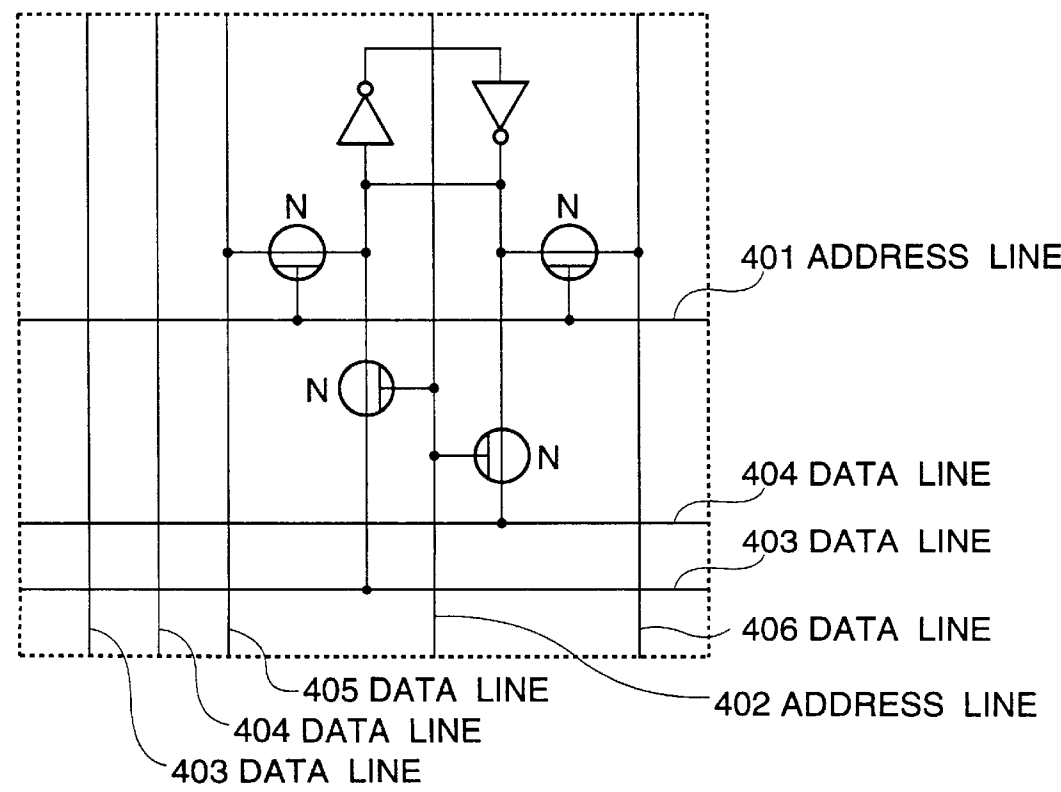 N
N
401 ADDRESS LINE
N
N
404 DATA LINE
403 DATA LINE
406 DATA LINE
405 DATA LINE
402 ADDRESS LINE
404 DATA LINE
403 DATA LINE